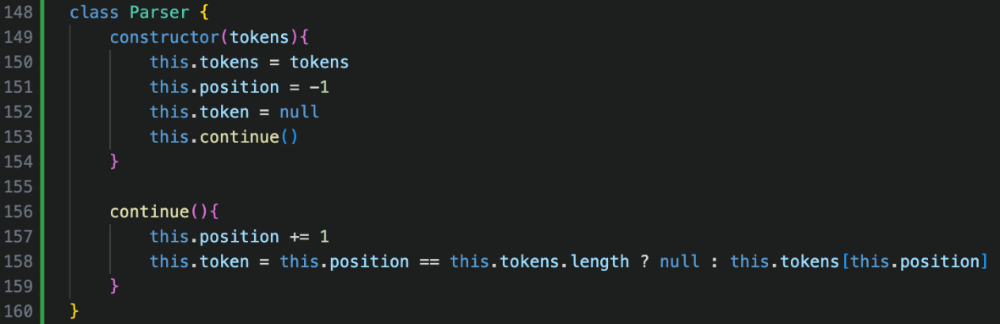 148 class Parser {
149     constructor(tokens){
150         this.tokens = tokens
151         this.position = -1
152         this.token = null
153         this.continue()
154     }
155
156     continue(){
157         this.position += 1
158         this.token = this.position == this.tokens.length ? null : this.tokens[this.position]
159     }
160 }